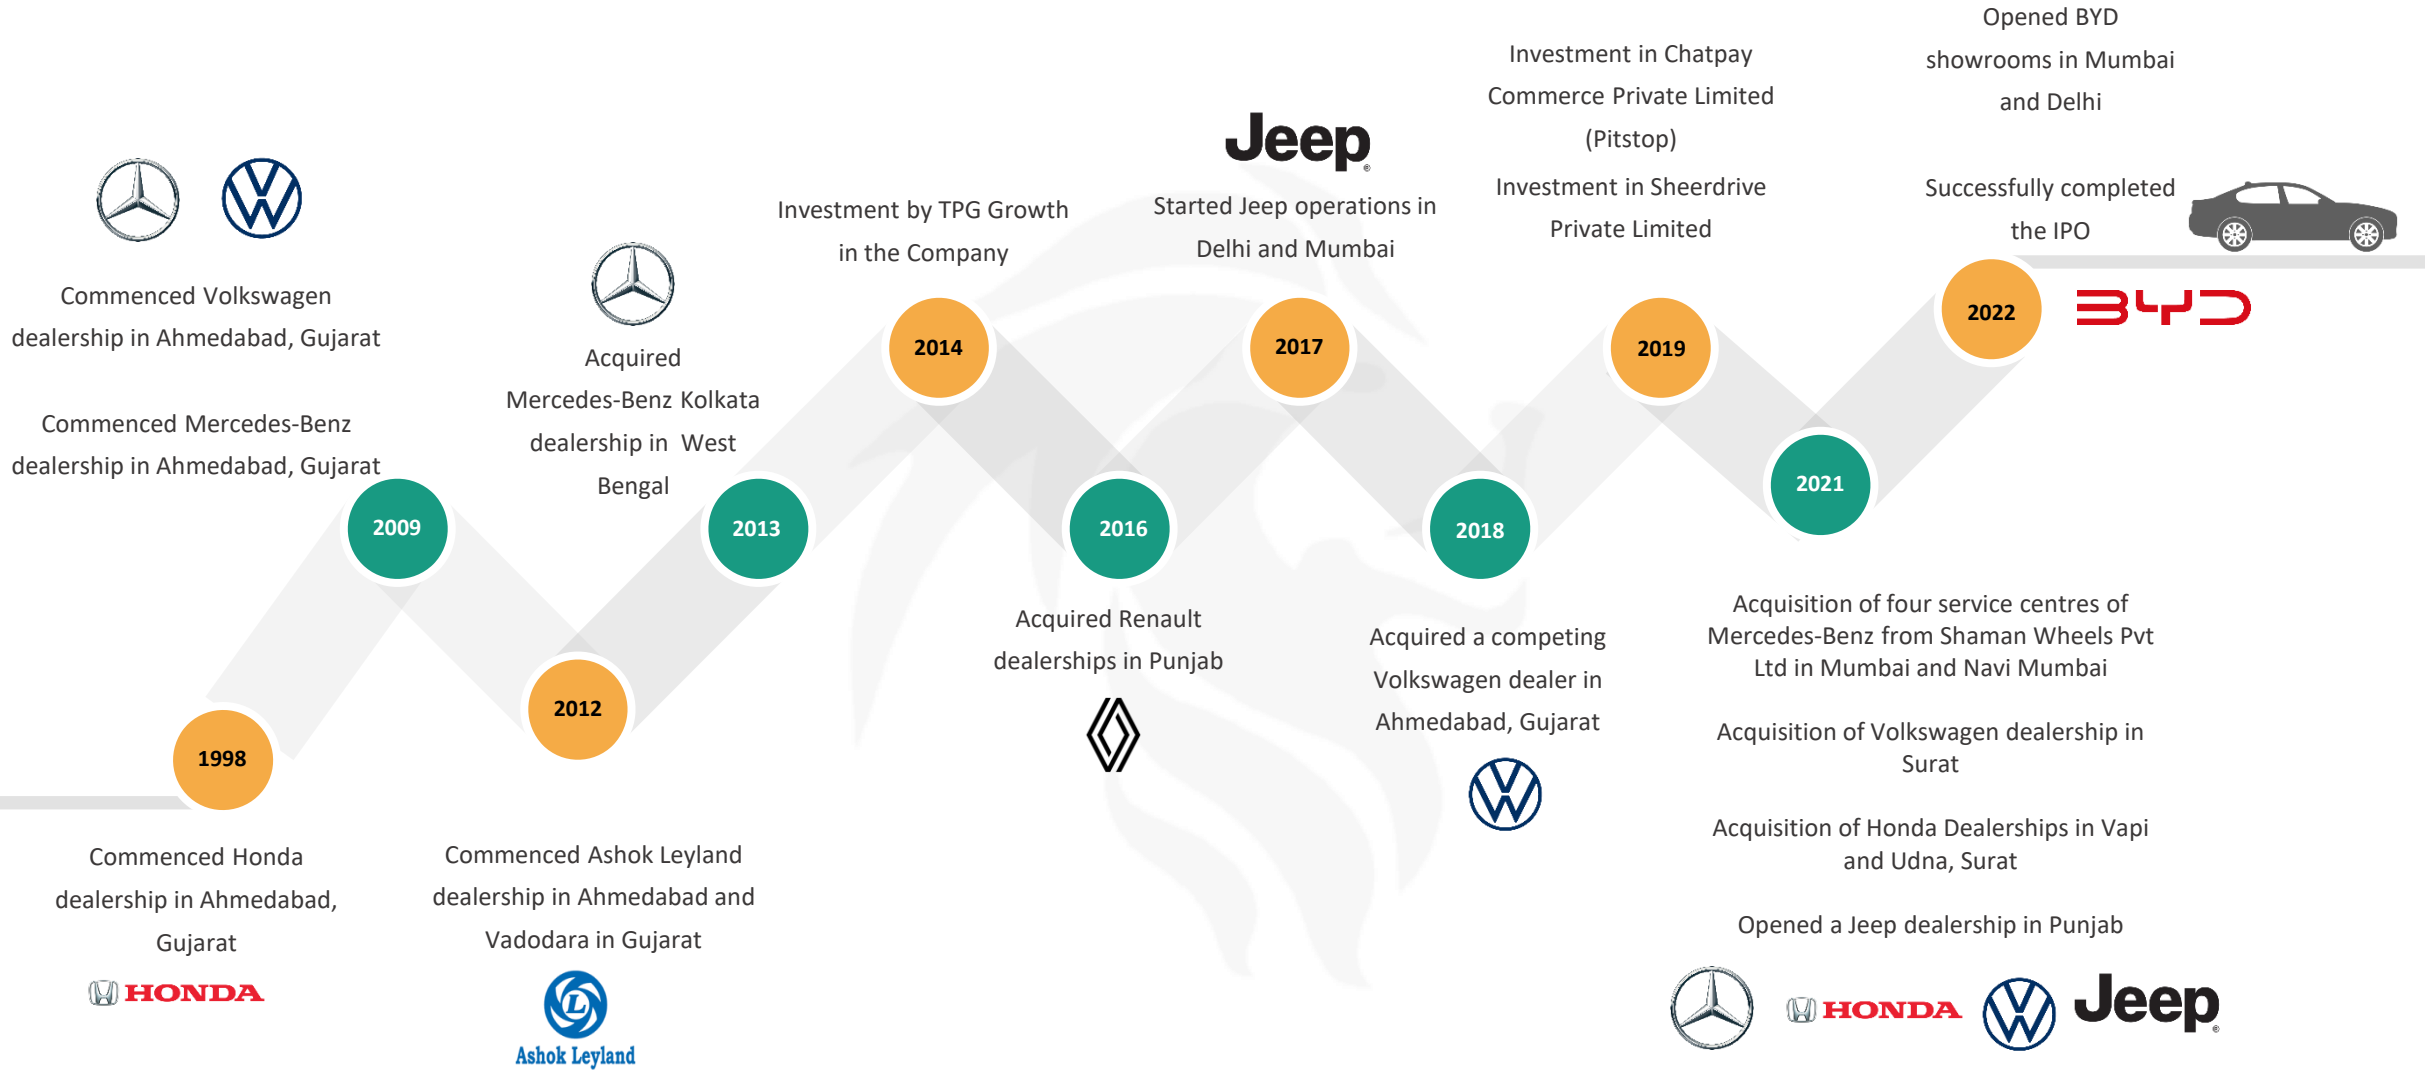 Commenced Volkswagen
dealership in Ahmedabad, Gujarat
Commenced Mercedes-Benz
dealership in Ahmedabad, Gujarat
2009
1998
Commenced Honda
dealership in Ahmedabad,
Gujarat
HONDA
Acquired
Mercedes-Benz Kolkata
dealership in West
Bengal
2013
2012
Commenced Ashok Leyland
dealership in Ahmedabad and
Vadodara in Gujarat
L
Ashok Leyland
Investment by TPG Growth
in the Company
2014
2016
Acquired Renault
dealerships in Punjab
Jeep
Started Jeep operations in
Delhi and Mumbai
2017
2018
Acquired a competing
Volkswagen dealer in
Ahmedabad, Gujarat
Investment in Chatpay
Commerce Private Limited
(Pitstop)
Investment in Sheerdrive
Private Limited
2019
2021
Acquisition of four service centres of
Mercedes-Benz from Shaman Wheels Pvt
Ltd in Mumbai and Navi Mumbai
Acquisition of Volkswagen dealership in
Surat
Acquisition of Honda Dealerships in Vapi
and Udna, Surat
Opened a Jeep dealership in Punjab
HONDA
Jeep
Opened BYD
showrooms in Mumbai
and Delhi
Successfully completed
the IPO
2022
BYD